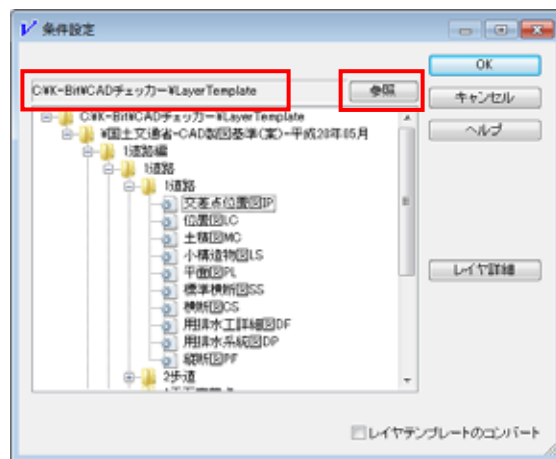 条件設定
OK
C:¥K-Bit¥CADチェッカー¥LayerTemplate
参照
キャンセル
C:¥K-Bit¥CADチェッカー¥LayerTemplate
ヘルプ
¥国土交通省-CAD製図基準(案)-平成20年05月
1道路編
1道路
1道路
交差点位置図IP
位置図LC
土積図MC
小構造物図LS
平面図PL
レイヤ詳細
標準横断図SS
横断図CS
用排水工詳細図DF
用排水系統図DP
縦断図PF
2歩道
レイヤテンプレートのコンバート